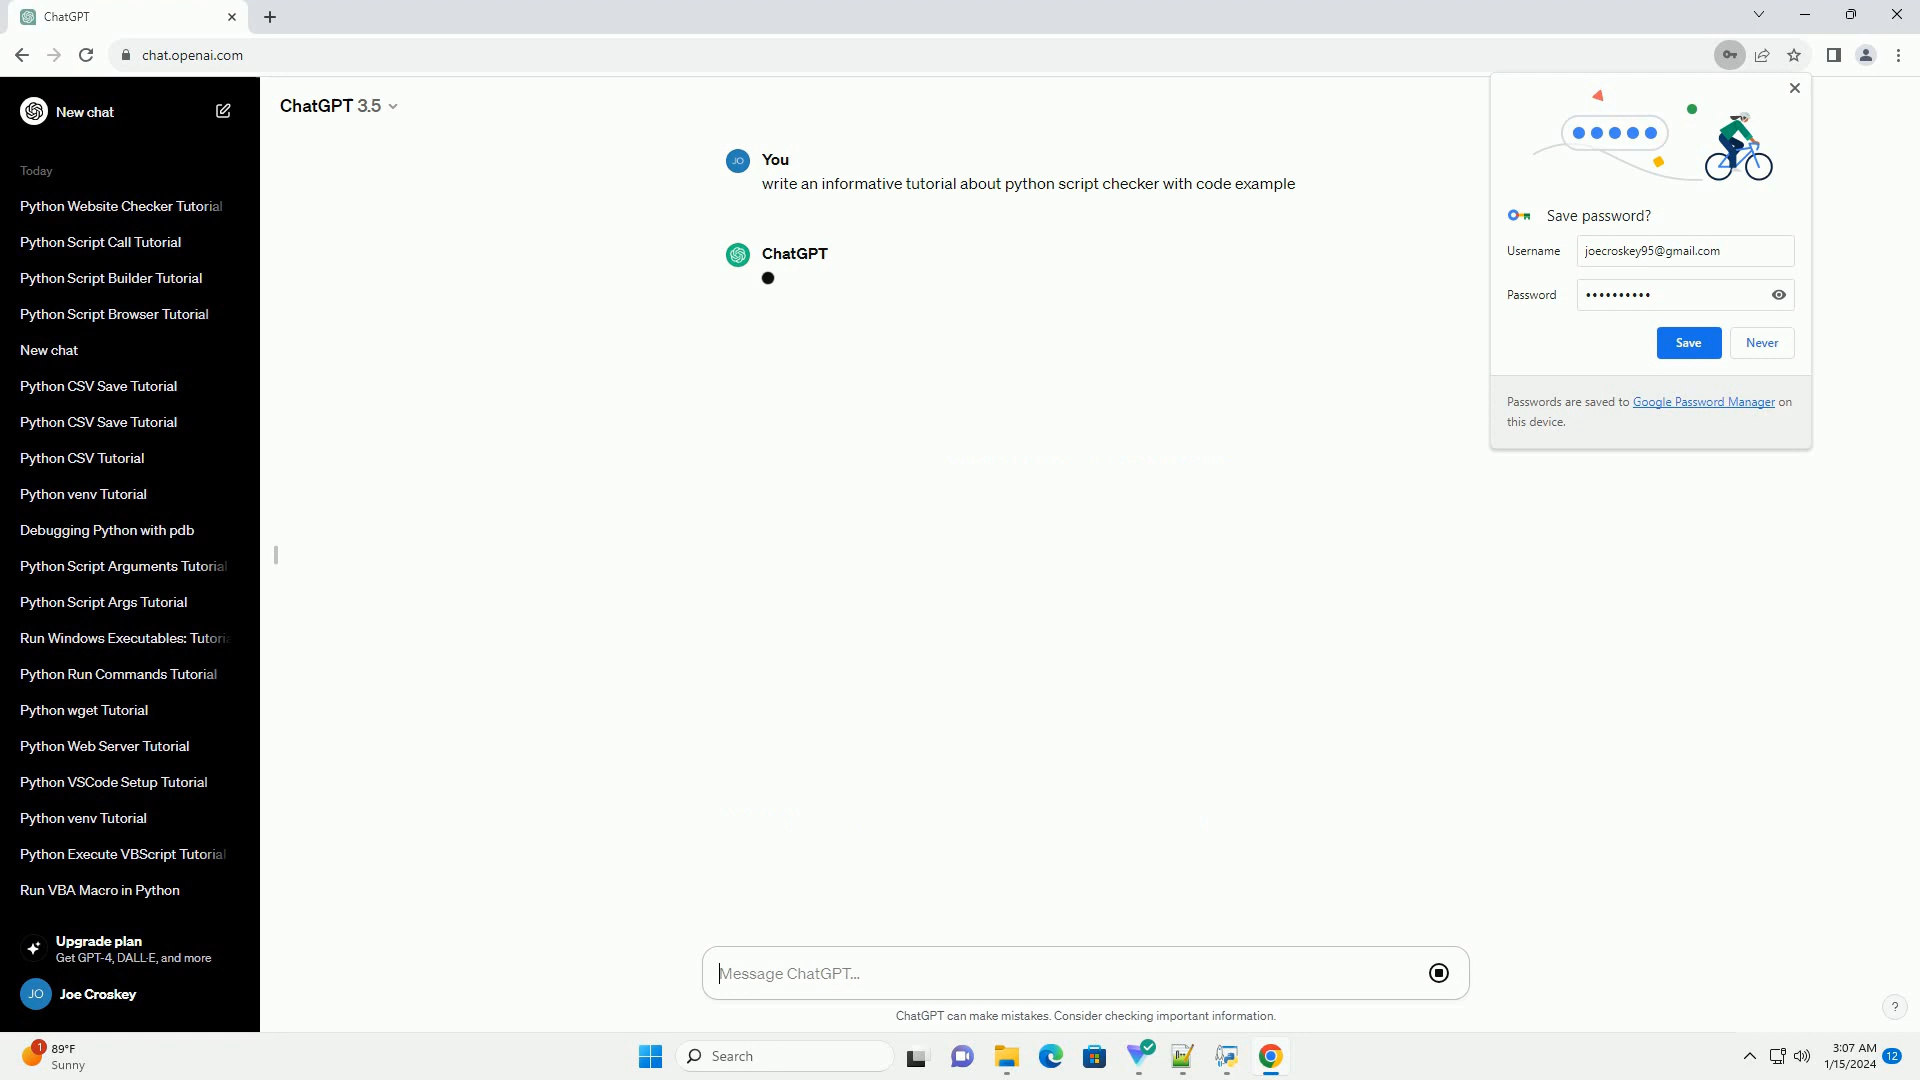 ChatGPT
chat.openai.com
New chat
Today
Python Website Checker Tutorial
Python Script Call Tutorial
Python Script Builder Tutorial
Python Script Browser Tutorial
New chat
Python CSV Save Tutorial
Python CSV Save Tutorial
Python CSV Tutorial
Python venv Tutorial
Debugging Python with pdb
Python Script Arguments Tutorial
Python Script Args Tutorial
Run Windows Executables: Tutoria
Python Run Commands Tutorial
Python wget Tutorial
Python Web Server Tutorial
Python VSCode Setup Tutorial
Python venv Tutorial
Python Execute VBScript Tutorial
Run VBA Macro in Python
Upgrade plan
Get GPT-4, DALL·E, and more
JO Joe Croskey
ChatGPT 3.5
JO You
write an informative tutorial about python script checker with code example
ChatGPT
Message ChatGPT...
ChatGPT can make mistakes. Consider checking important information.
?
Save password?
Username joecroskey95@gmail.com
Password ••••••••••
Save Never
Passwords are saved to Google Password Manager on
this device.
1 89°F
Sunny
Search
3:07 AM
1/15/2024
12